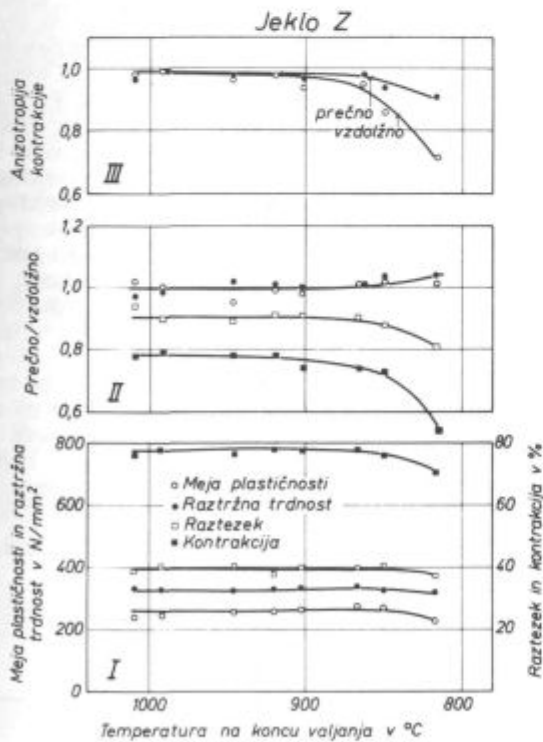 Jeklo Z
Anizotropija
kontrakcije
1,0
0,8
0,6
III
prečno
vzdolžno
Prečno/vzdolžno
1,2
1,0
0,8
0,6
II
Meja plastičnosti in raztržna
trdnost v N/mm²
800
600
400
200
0
I
Meja plastičnosti
Raztržna trdnost
Raztezek
Kontrakcija
80
60
40
20
Raztezek in kontrakcija v %
1000
900
800
Temperatura na koncu valjanja v °C